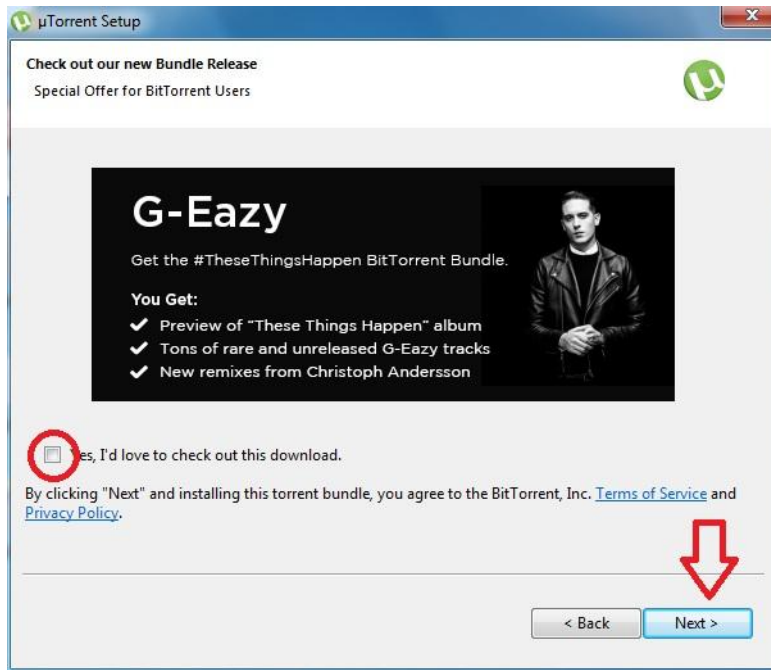 µTorrent Setup
Check out our new Bundle Release
Special Offer for BitTorrent Users
G-Eazy
Get the #TheseThingsHappen BitTorrent Bundle.
You Get:
Preview of "These Things Happen" album
Tons of rare and unreleased G-Eazy tracks
New remixes from Christoph Andersson
Yes, I'd love to check out this download.
By clicking "Next" and installing this torrent bundle, you agree to the BitTorrent, Inc. Terms of Service and
Privacy Policy.
< Back Next >